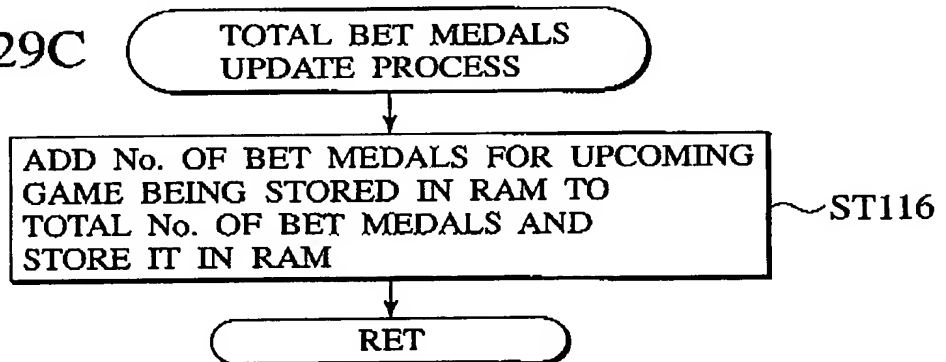 29C
TOTAL BET MEDALS
UPDATE PROCESS
ADD No. OF BET MEDALS FOR UPCOMING
GAME BEING STORED IN RAM TO
TOTAL No. OF BET MEDALS AND
STORE IT IN RAM
ST116
RET